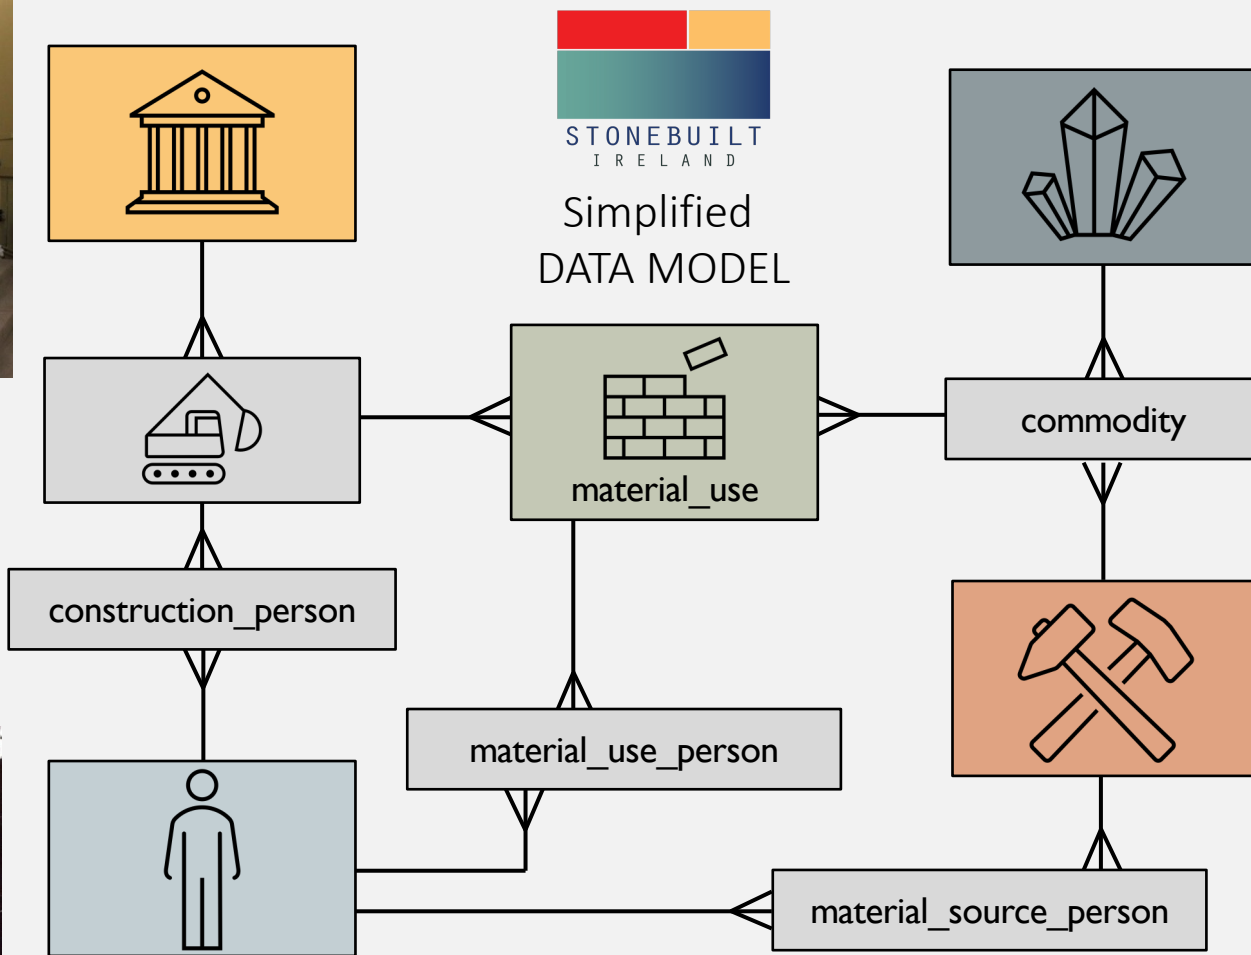 STONEBUILT
IRELAND
Simplified
DATA MODEL
material_use
commodity
construction_person
material_use_person
material_source_person